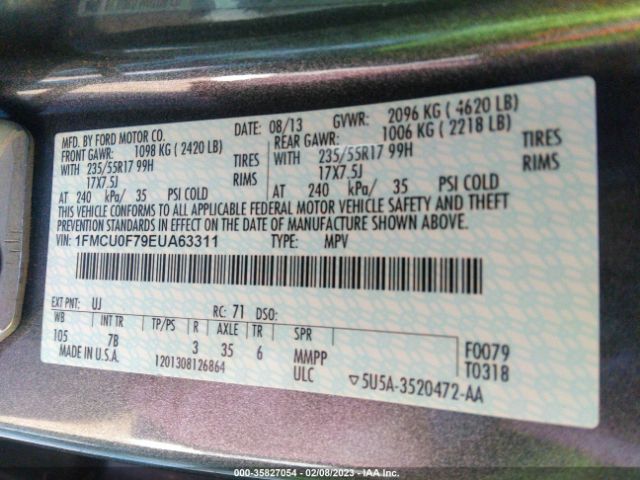 MFD. BY FORD MOTOR CO.
DATE: 08/13 GVWR: 2096 KG ( 4620 LB)
FRONT GAWR: 1098 KG ( 2420 LB) REAR GAWR: 1006 KG ( 2218 LB)
WITH 235/55R17 99H TIRES WITH 235/55R17 99H TIRES
17X7.5J RIMS 17X7.5J RIMS
AT 240 kPa/ 35 PSI COLD AT 240 kPa/ 35 PSI COLD
THIS VEHICLE CONFORMS TO ALL APPLICABLE FEDERAL MOTOR VEHICLE SAFETY AND THEFT
PREVENTION STANDARDS IN EFFECT ON THE DATE OF MANUFACTURE SHOWN ABOVE.
VIN: 1FMCU0F79EUA63311 TYPE: MPV
EXT PNT: UJ RC: 71 DSO:
WB INT TR TP/PS R AXLE TR SPR
105 7B 3 35 6 MMPP F0079
MADE IN U.S.A. 1201308126864 ULC T0318
▽5U5A-3520472-AA
000-35827054 - 02/08/2023 - IAA Inc.